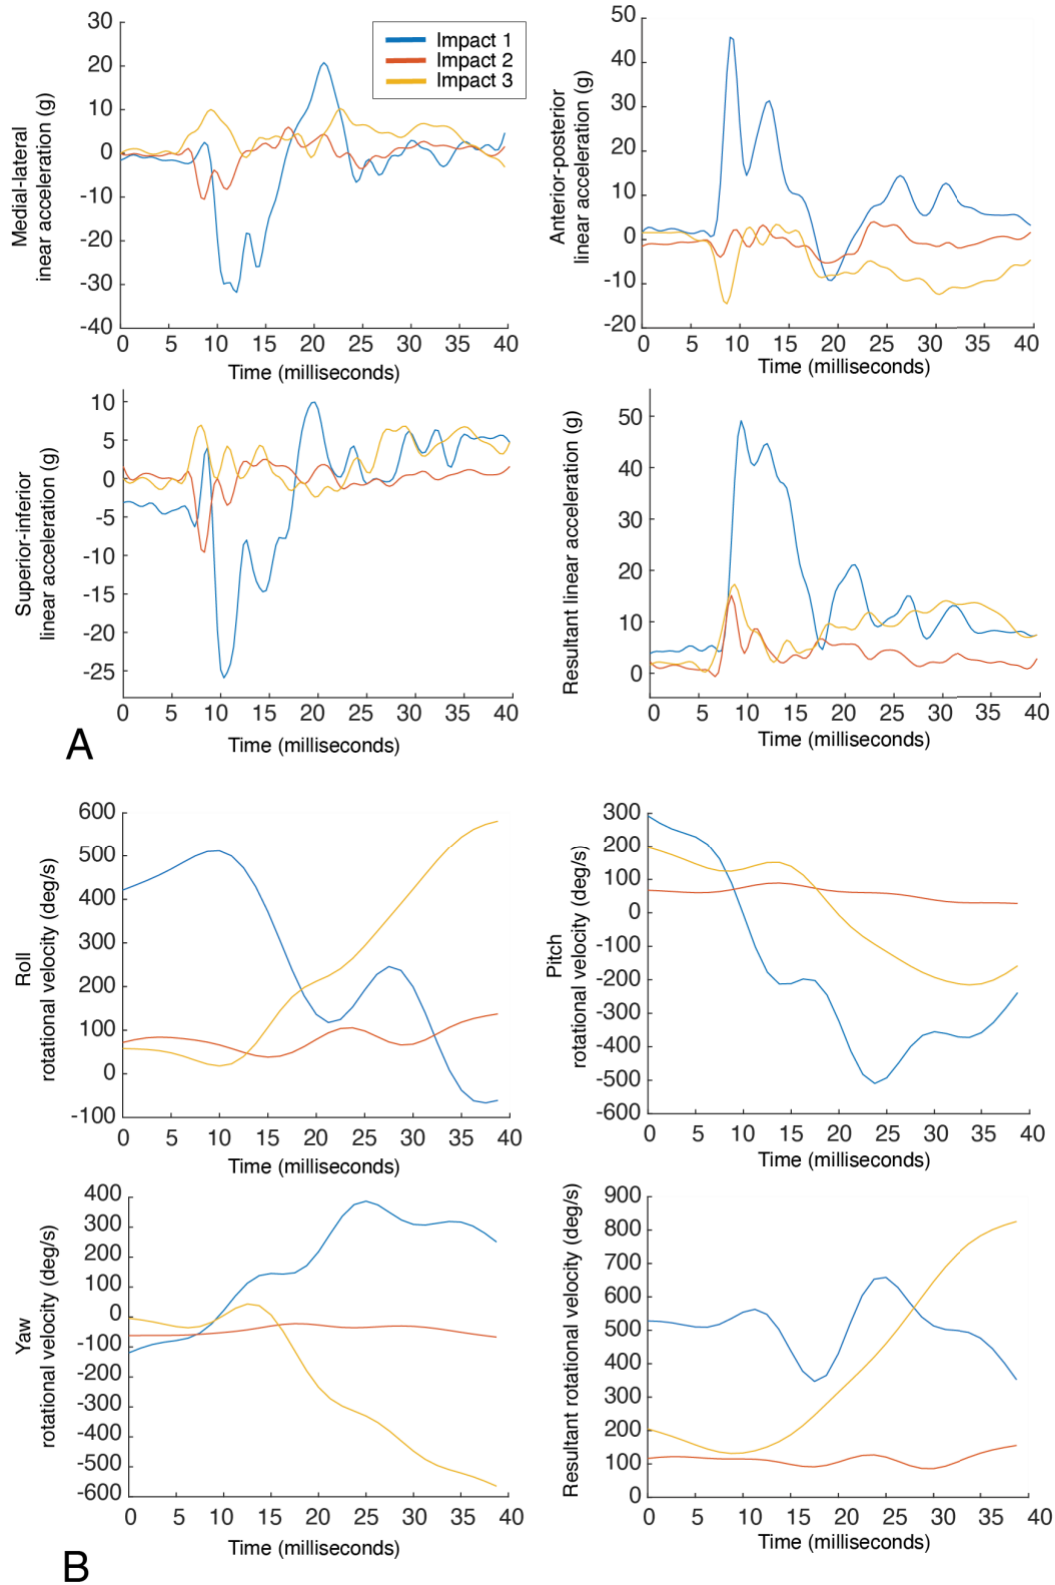 30
20
10
0
-10
-20
-30
-40
0 5 10 15 20 25 30 35 40
Medial-lateral
inear acceleration (g)
Time (milliseconds)
Impact 1
Impact 2
Impact 3
50
40
30
20
10
0
-10
-20
0 5 10 15 20 25 30 35 40
Anterior-posterior
linear acceleration (g)
Time (milliseconds)
10
5
0
-5
-10
-15
-20
-25
0 5 10 15 20 25 30 35 40
Superior-inferior
linear acceleration (g)
Time (milliseconds)
50
40
30
20
10
0
0 5 10 15 20 25 30 35 40
Resultant linear acceleration (g)
Time (milliseconds)
A
600
500
400
300
200
100
0
-100
0 5 10 15 20 25 30 35 40
Roll
rotational velocity (deg/s)
Time (milliseconds)
300
200
100
0
-100
-200
-300
-400
-500
-600
0 5 10 15 20 25 30 35 40
Pitch
rotational velocity (deg/s)
Time (milliseconds)
400
300
200
100
0
-100
-200
-300
-400
-500
-600
0 5 10 15 20 25 30 35 40
Yaw
rotational velocity (deg/s)
Time (milliseconds)
900
800
700
600
500
400
300
200
100
0
0 5 10 15 20 25 30 35 40
Resultant rotational velocity (deg/s)
Time (milliseconds)
B